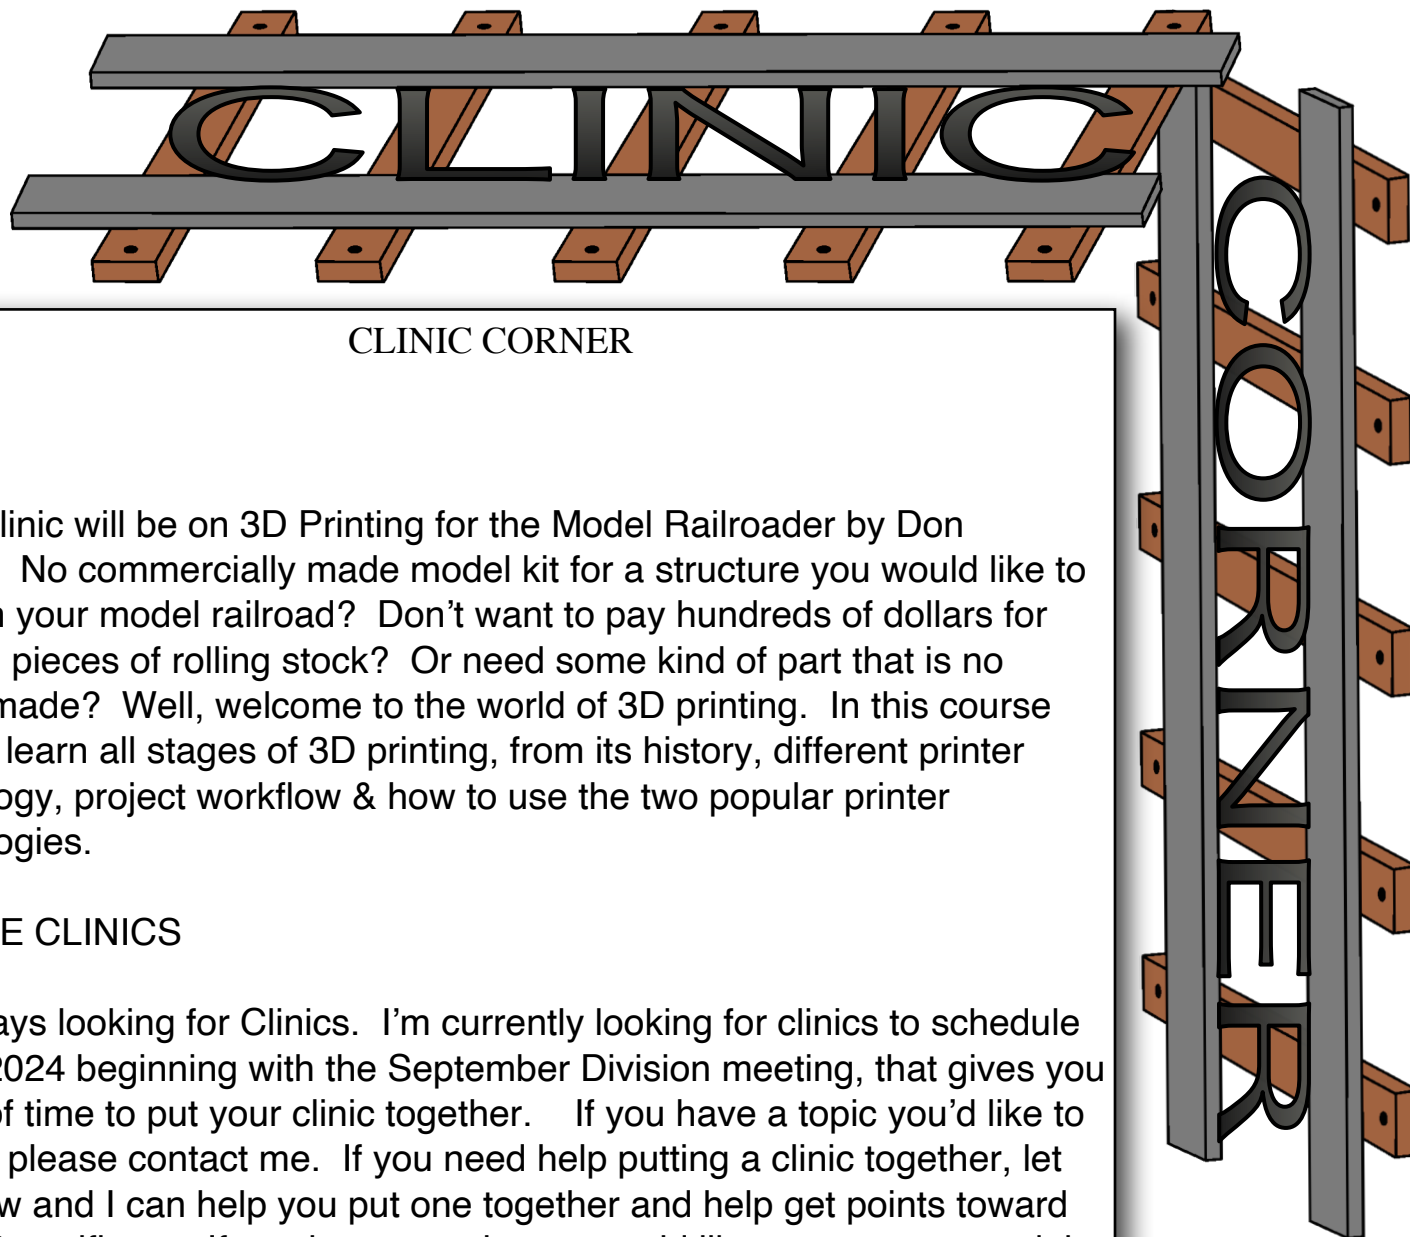 CLINIC
CORNER
CLINIC CORNER
linic will be on 3D Printing for the Model Railroader by Don
No commercially made model kit for a structure you would like to
your model railroad? Don’t want to pay hundreds of dollars for
pieces of rolling stock? Or need some kind of part that is no
made? Well, welcome to the world of 3D printing. In this course
learn all stages of 3D printing, from its history, different printer
ogy, project workflow & how to use the two popular printer
ogies.
E CLINICS
ays looking for Clinics. I’m currently looking for clinics to schedule
2024 beginning with the September Division meeting, that gives you
of time to put your clinic together. If you have a topic you’d like to
please contact me. If you need help putting a clinic together, let
w and I can help you put one together and help get points toward